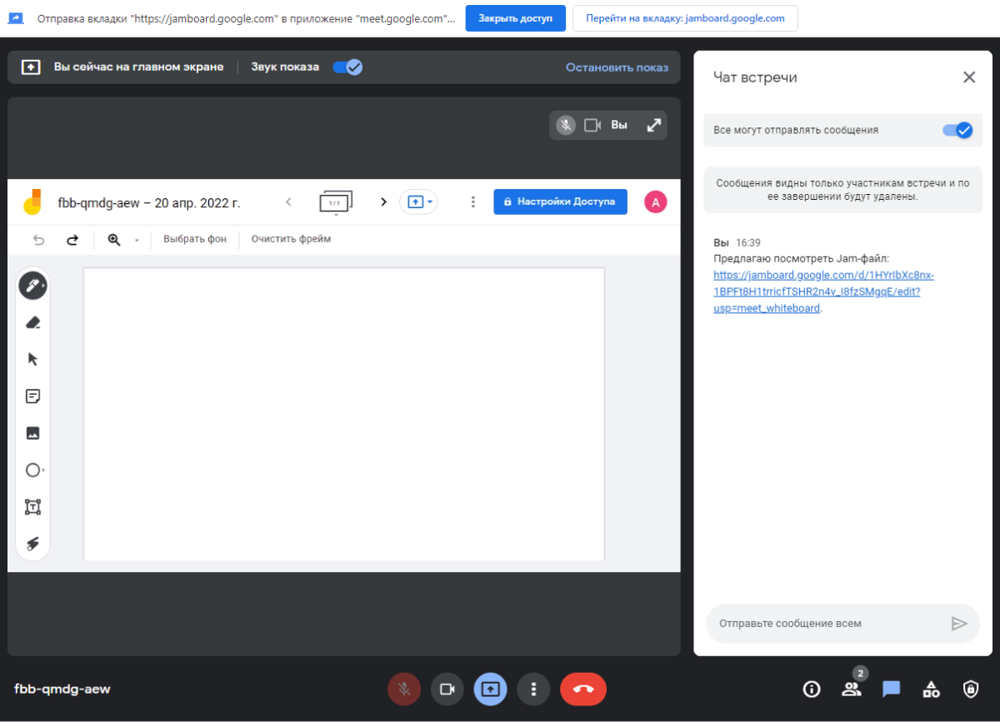 Отправка вкладки "https://jamboard.google.com" в приложение "meet.google.com"...
Закрыть доступ
Перейти на вкладку: jamboard.google.com
Вы сейчас на главном экране
Звук показа
Остановить показ
Вы
fbb-qmdg-aew – 20 апр. 2022 г.
1/1
Настройки Доступа
A
Выбрать фон
Очистить фрейм
T
Чат встречи
Все могут отправлять сообщения
Сообщения видны только участникам встречи и по
ее завершении будут удалены.
Вы 16:39
Предлагаю посмотреть Jam-файл:
https://jamboard.google.com/d/1HYrIbXc8nx-
1BPFt8H1trricfTSHR2n4v_I8fzSMgqE/edit?
usp=meet_whiteboard.
Отправьте сообщение всем
fbb-qmdg-aew
2